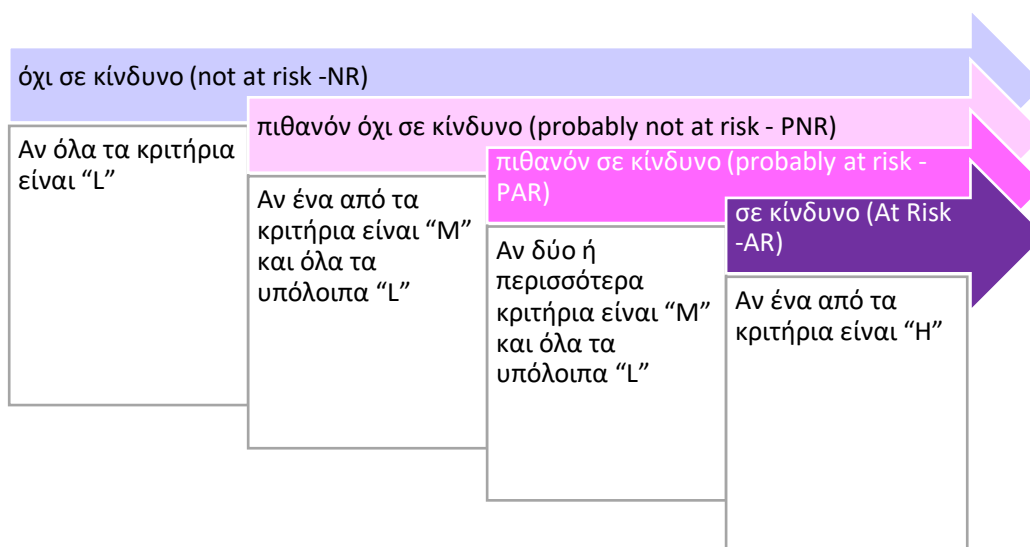 όχι σε κίνδυνο (not at risk -NR)
Αν όλα τα κριτήρια
είναι “L”
πιθανόν όχι σε κίνδυνο (probably not at risk - PNR)
Αν ένα από τα
κριτήρια είναι “M”
και όλα τα
υπόλοιπα “L”
πιθανόν σε κίνδυνο (probably at risk -
PAR)
Αν δύο ή
περισσότερα
κριτήρια είναι “M”
και όλα τα
υπόλοιπα “L”
σε κίνδυνο (At Risk
-AR)
Αν ένα από τα
κριτήρια είναι “H”